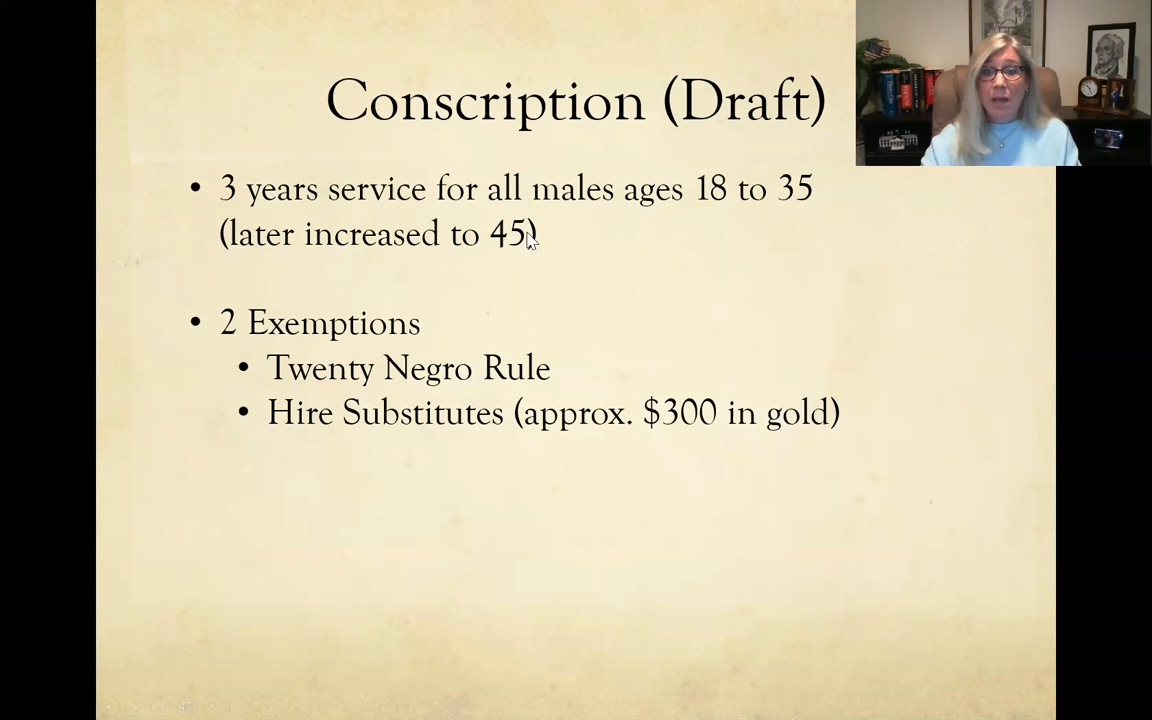 Conscription (Draft)
• 3 years service for all males ages 18 to 35
(later increased to 45)
• 2 Exemptions
• Twenty Negro Rule
• Hire Substitutes (approx. $300 in gold)